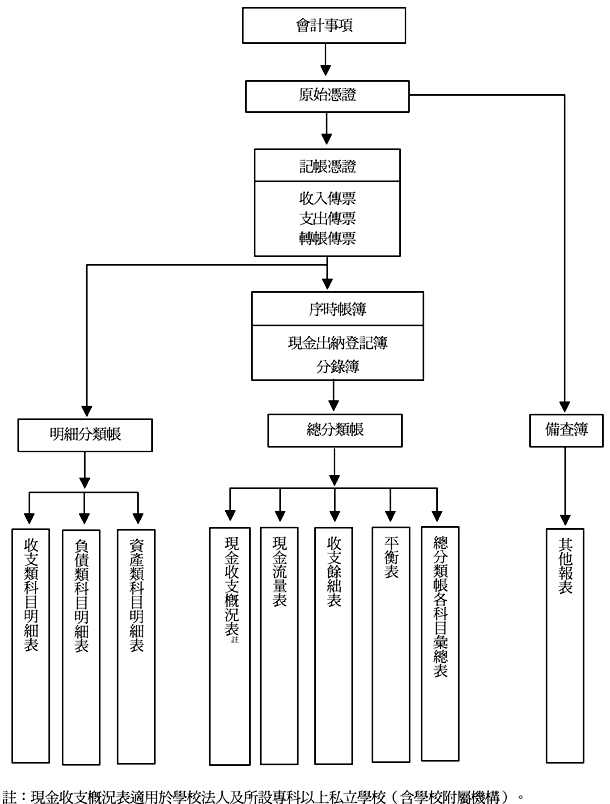 會計事項
原始憑證
記帳憑證
收入傳票
支出傳票
轉帳傳票
序時帳簿
現金出納登記簿
分錄簿
明細分類帳
總分類帳
備查簿
收支類科目明細表
負債類科目明細表
資產類科目明細表
現金收支概況表註
現金流量表
收支餘絀表
平衡表
總分類帳各科目彙總表
其他報表
註：現金收支概況表適用於學校法人及所設專科以上私立學校（含學校附屬機構）。